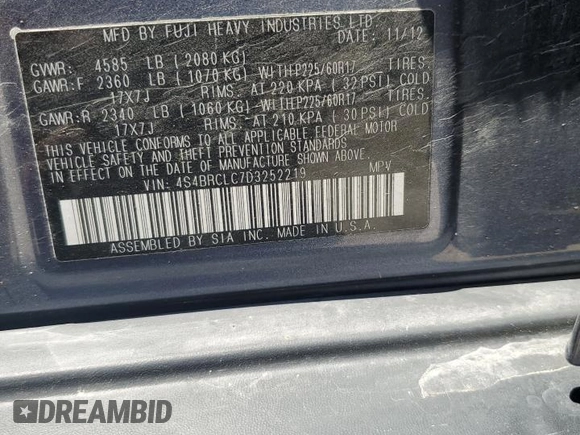 MFD BY FUJI HEAVY INDUSTRIES LTD.
DATE: 11/12
GVWR: 4585 LB ( 2080 KG)
GAWR:F 2360 LB ( 1070 KG) WITH P225/60R17 TIRES,
17X7J RIMS, AT 220 KPA ( 32 PSI) COLD
GAWR:R 2340 LB ( 1060 KG) WITH P225/60R17 TIRES,
17X7J RIMS, AT 210 KPA ( 30 PSI) COLD
THIS VEHICLE CONFORMS TO ALL APPLICABLE FEDERAL MOTOR
VEHICLE SAFETY AND THEFT PREVENTION STANDARDS
IN EFFECT ON THE DATE OF MANUFACTURE SHOWN ABOVE.
VIN: 4S4BRCLC7D3252219 MPV
ASSEMBLED BY SIA INC. MADE IN U.S.A.
DREAMBID